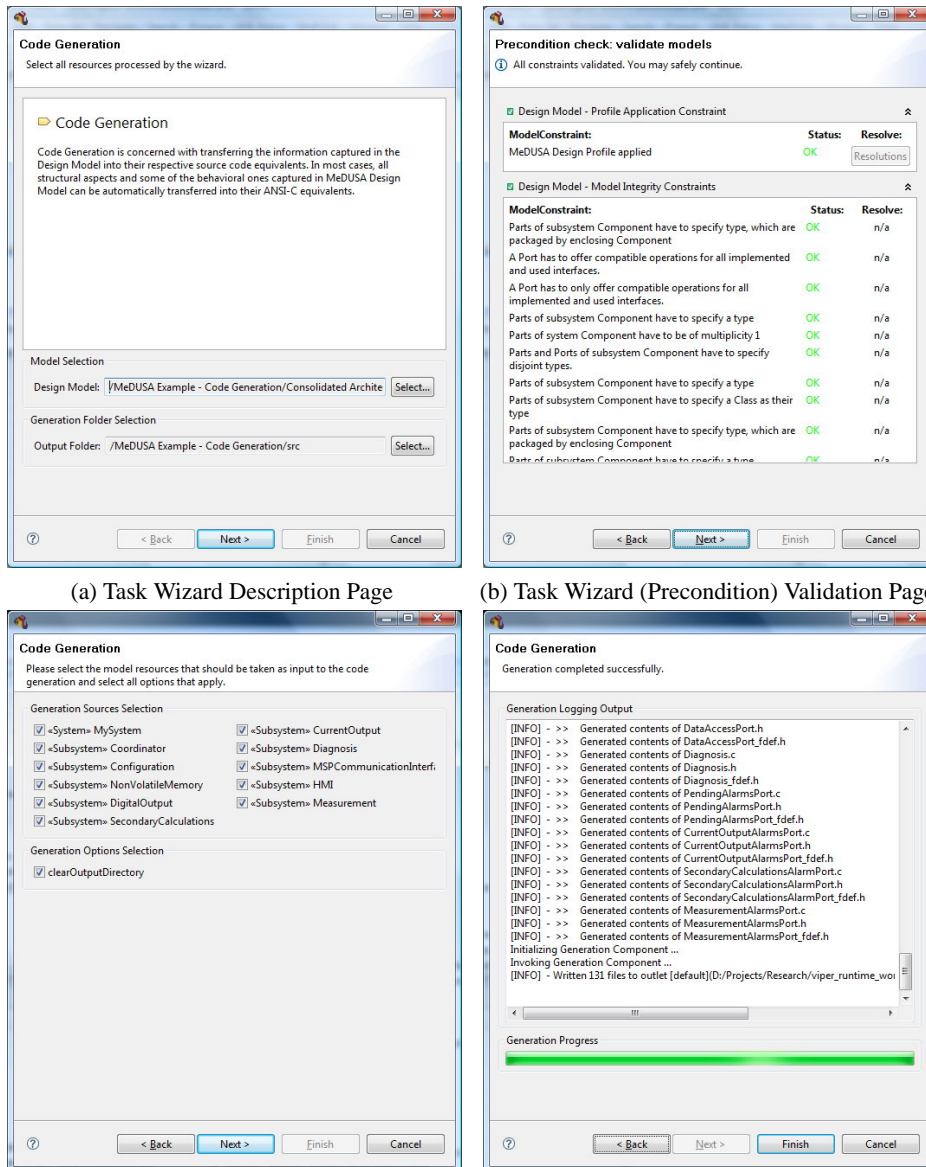 Code Generation
Select all resources processed by the wizard.
Code Generation
Code Generation is concerned with transferring the information captured in the
Design Model into their respective source code equivalents. In most cases, all
structural aspects and some of the behavioral ones captured in MeDUSA Design
Model can be automatically transferred into their ANSI-C equivalents.
Model Selection
Design Model: /MeDUSA Example - Code Generation/Consolidated Archite Select...
Generation Folder Selection
Output Folder: /MeDUSA Example - Code Generation/src Select...
< Back Next > Finish Cancel
(a) Task Wizard Description Page
Precondition check: validate models
All constraints validated. You may safely continue.
Design Model - Profile Application Constraint
ModelConstraint: Status: Resolve:
MeDUSA Design Profile applied OK Resolutions
Design Model - Model Integrity Constraints
ModelConstraint: Status: Resolve:
Parts of subsystem Component have to specify type, which are OK n/a
packaged by enclosing Component
A Port has to offer compatible operations for all implemented OK n/a
and used interfaces.
A Port has to only offer compatible operations for all OK n/a
implemented and used interfaces.
Parts of subsystem Component have to specify a type OK n/a
Parts of system Component have to be of multiplicity 1 OK n/a
Parts and Ports of subsystem Component have to specify OK n/a
disjoint types.
Parts of subsystem Component have to specify a type OK n/a
Parts of subsystem Component have to specify a Class as their OK n/a
type
Parts of subsystem Component have to specify type, which are OK n/a
packaged by enclosing Component
Parts of subsystem Component have to specify a type OK n/a
< Back Next > Finish Cancel
(b) Task Wizard (Precondition) Validation Page
Code Generation
Please select the model resources that should be taken as input to the code
generation and select all options that apply.
Generation Sources Selection
«System» MySystem «Subsystem» CurrentOutput
«Subsystem» Coordinator «Subsystem» Diagnosis
«Subsystem» Configuration «Subsystem» MSPCommunicationInterfa
«Subsystem» NonVolatileMemory «Subsystem» HMI
«Subsystem» DigitalOutput «Subsystem» Measurement
«Subsystem» SecondaryCalculations
Generation Options Selection
clearOutputDirectory
< Back Next > Finish Cancel
Code Generation
Generation completed successfully.
Generation Logging Output
[INFO] - >> Generated contents of DataAccessPort.h
[INFO] - >> Generated contents of DataAccessPort_fdef.h
[INFO] - >> Generated contents of Diagnosis.c
[INFO] - >> Generated contents of Diagnosis.h
[INFO] - >> Generated contents of Diagnosis_fdef.h
[INFO] - >> Generated contents of PendingAlarmsPort.c
[INFO] - >> Generated contents of PendingAlarmsPort.h
[INFO] - >> Generated contents of PendingAlarmsPort_fdef.h
[INFO] - >> Generated contents of CurrentOutputAlarmsPort.c
[INFO] - >> Generated contents of CurrentOutputAlarmsPort.h
[INFO] - >> Generated contents of CurrentOutputAlarmsPort_fdef.h
[INFO] - >> Generated contents of SecondaryCalculationsAlarmPort.c
[INFO] - >> Generated contents of SecondaryCalculationsAlarmPort.h
[INFO] - >> Generated contents of SecondaryCalculationsAlarmPort_fdef.h
[INFO] - >> Generated contents of MeasurementAlarmsPort.c
[INFO] - >> Generated contents of MeasurementAlarmsPort.h
[INFO] - >> Generated contents of MeasurementAlarmsPort_fdef.h
Initializing Generation Component ...
Invoking Generation Component ...
[INFO] - Written 131 files to outlet [default](D:/Projects/Research/viper_runtime_wor
Generation Progress
< Back Next > Finish Cancel